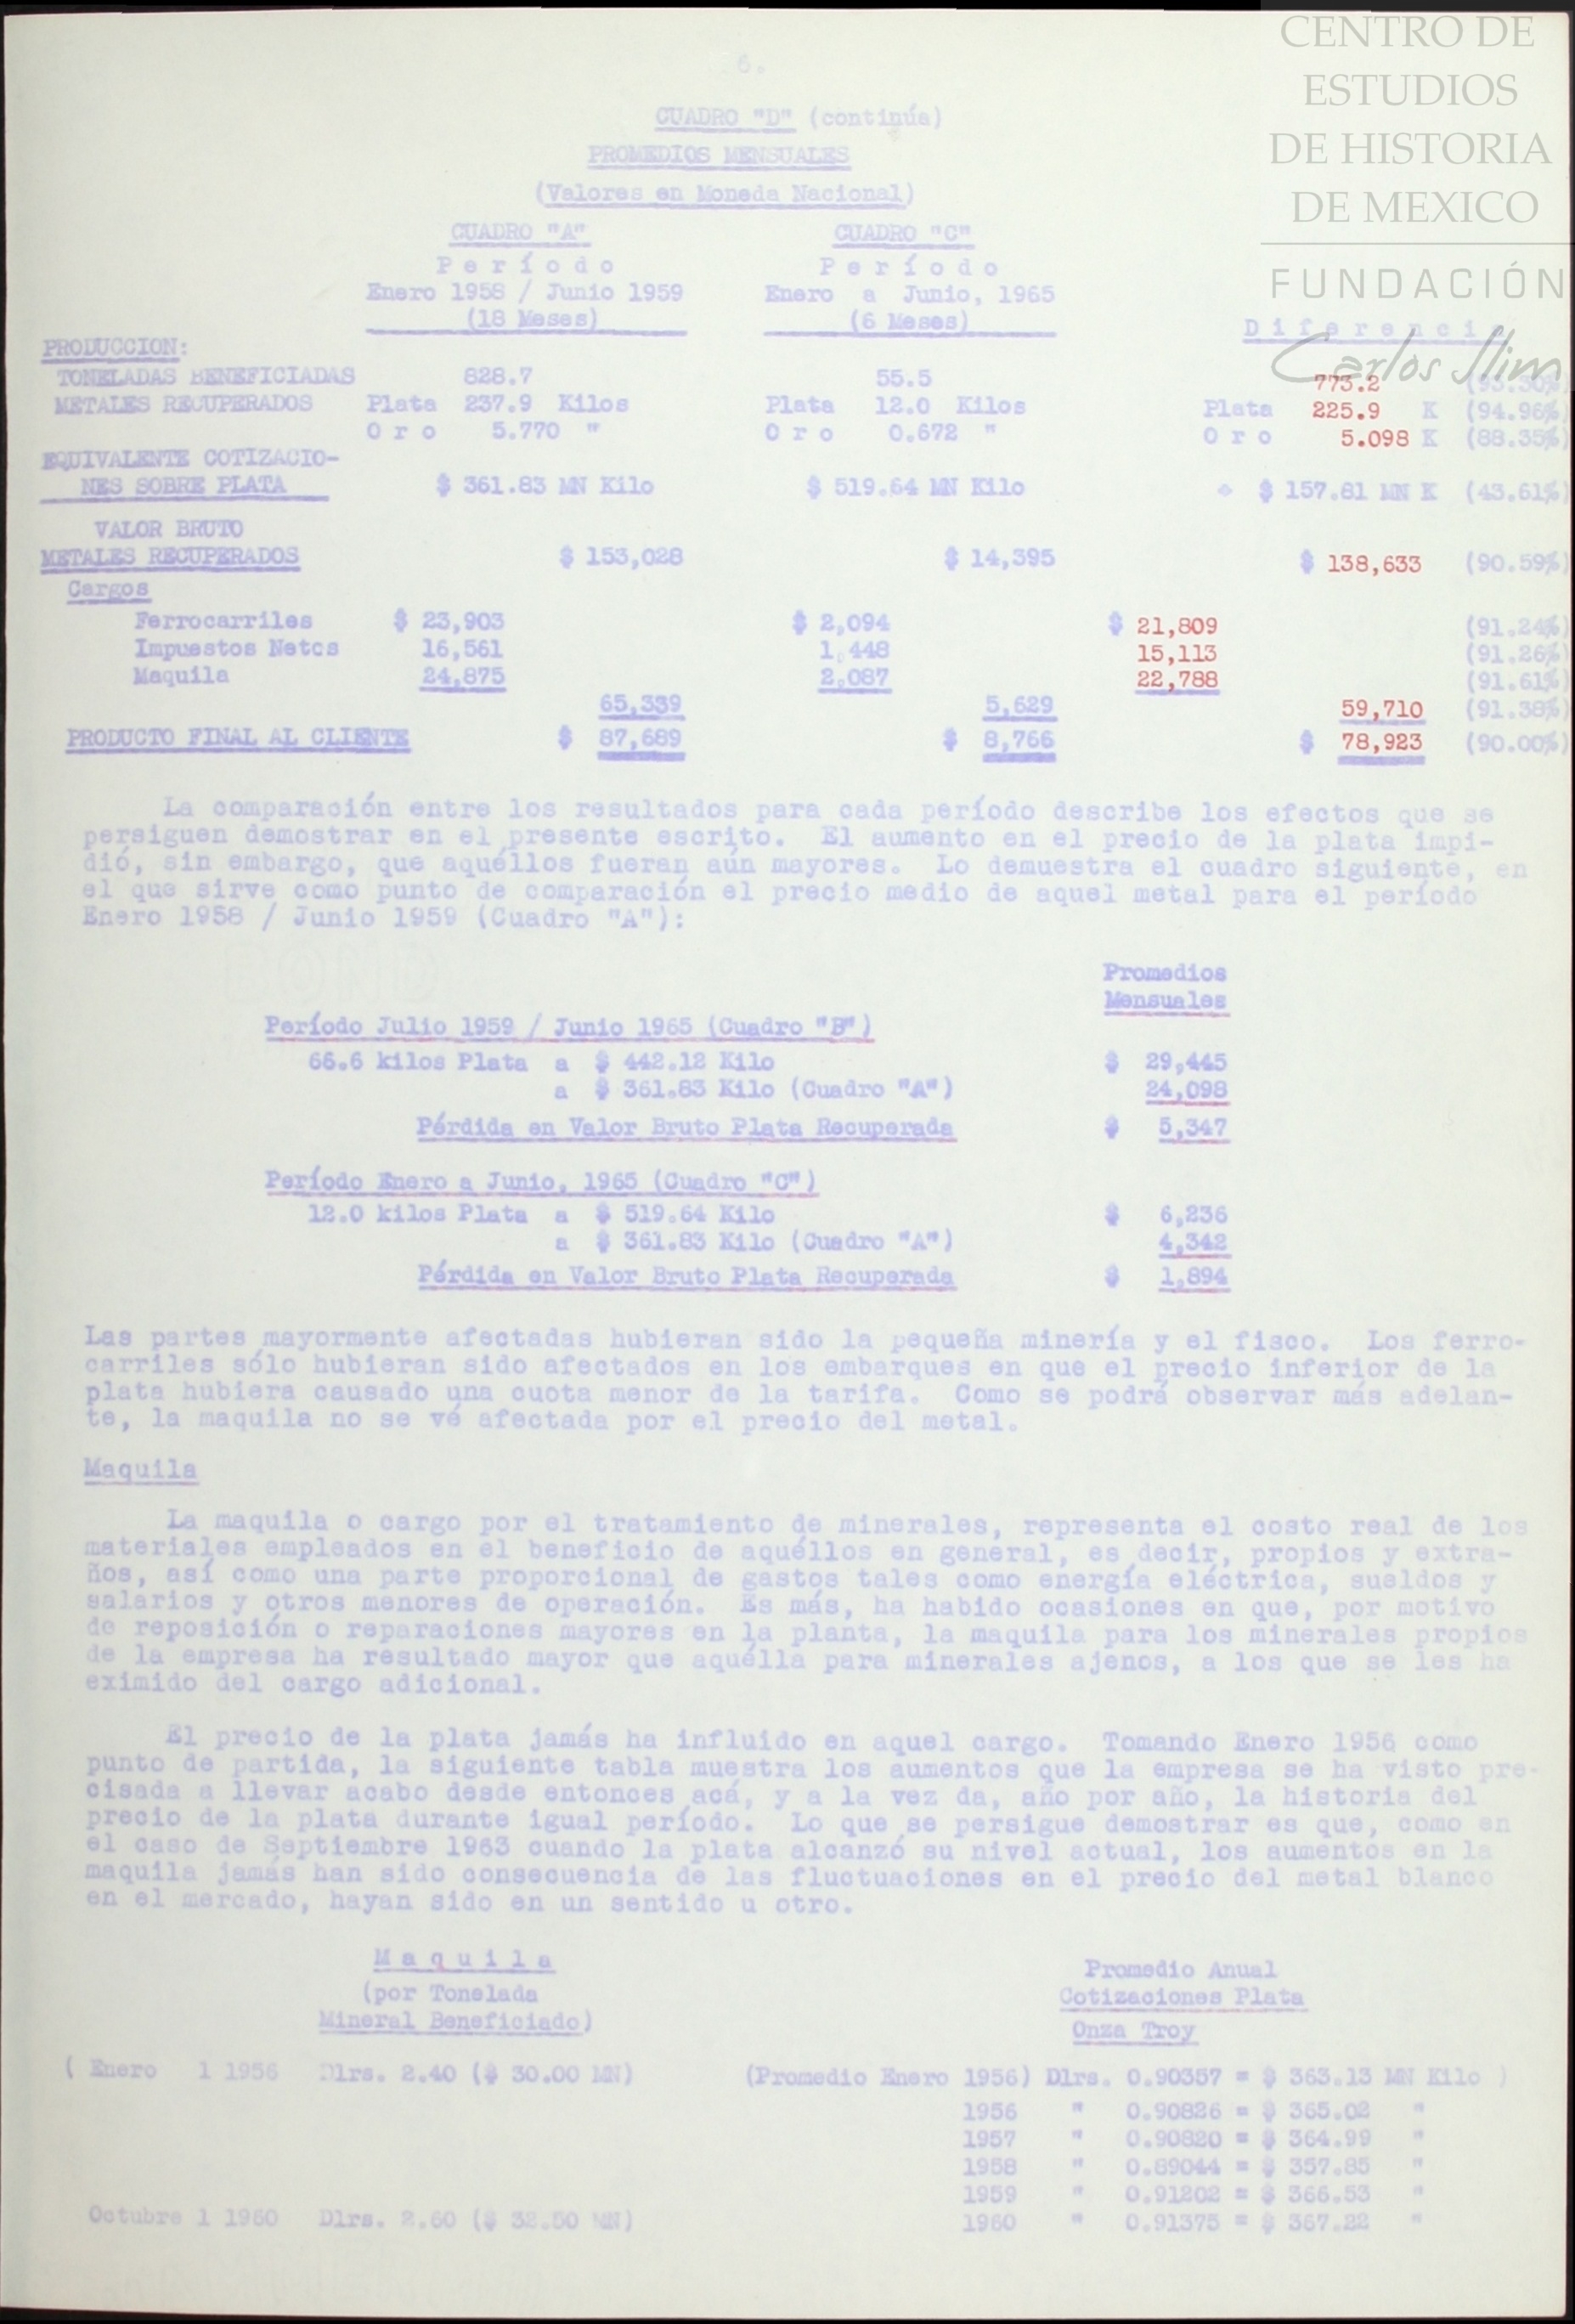 CENTRO DE
ESTUDIOS
DE HISTORIA
DE MEXICO
FUNDACIÓN
Carlos Slim
6.
CUADRO "D" (continúa)
PROMEDIOS MENSUALES
(Valores en Moneda Nacional)
CUADRO "A" CUADRO "C"
Período Período
Enero 1958 / Junio 1959 Enero a Junio, 1965
(18 Meses) (6 Meses) Diferenci
PRODUCCION:
TONELADAS BENEFICIADAS 828.7 55.5 773.2 (93.30%)
METALES RECUPERADOS Plata 237.9 Kilos Plata 12.0 Kilos Plata 225.9 K (94.96%)
Oro 5.770 " Oro 0.672 " Oro 5.098 K (88.35%)
EQUIVALENTE COTIZACIO-
NES SOBRE PLATA $ 361.83 MN Kilo $ 519.64 MN Kilo + $ 157.81 MN K (43.61%)
VALOR BRUTO
METALES RECUPERADOS $ 153,028 $ 14,395 $ 138,633 (90.59%)
Cargos
Ferrocarriles $ 23,903 $ 2,094 $ 21,809 (91.24%)
Impuestos Netos 16,561 1,448 15,113 (91.26%)
Maquila 24,875 2,087 22,788 (91.61%)
65,339 5,629 59,710 (91.38%)
PRODUCTO FINAL AL CLIENTE $ 87,689 $ 8,766 $ 78,923 (90.00%)
La comparación entre los resultados para cada período describe los efectos que se
persiguen demostrar en el presente escrito. El aumento en el precio de la plata impi-
dió, sin embargo, que aquéllos fueran aún mayores. Lo demuestra el cuadro siguiente, en
el que sirve como punto de comparación el precio medio de aquel metal para el período
Enero 1958 / Junio 1959 (Cuadro "A"):
Promedios
Mensuales
Período Julio 1959 / Junio 1965 (Cuadro "B")
66.6 kilos Plata a $ 442.12 Kilo $ 29,445
a $ 361.83 Kilo (Cuadro "A") 24,098
Pérdida en Valor Bruto Plata Recuperada $ 5,347
Período Enero a Junio, 1965 (Cuadro "C")
12.0 kilos Plata a $ 519.64 Kilo $ 6,236
a $ 361.83 Kilo (Cuadro "A") 4,342
Pérdida en Valor Bruto Plata Recuperada $ 1,894
Las partes mayormente afectadas hubieran sido la pequeña minería y el fisco. Los ferro-
carriles sólo hubieran sido afectados en los embarques en que el precio inferior de la
plata hubiera causado una cuota menor de la tarifa. Como se podrá observar más adelan-
te, la maquila no se vé afectada por el precio del metal.
Maquila
La maquila o cargo por el tratamiento de minerales, representa el costo real de los
materiales empleados en el beneficio de aquéllos en general, es decir, propios y extra-
ños, así como una parte proporcional de gastos tales como energía eléctrica, sueldos y
salarios y otros menores de operación. Es más, ha habido ocasiones en que, por motivo
de reposición o reparaciones mayores en la planta, la maquila para los minerales propios
de la empresa ha resultado mayor que aquélla para minerales ajenos, a los que se les ha
eximido del cargo adicional.
El precio de la plata jamás ha influido en aquel cargo. Tomando Enero 1956 como
punto de partida, la siguiente tabla muestra los aumentos que la empresa se ha visto pre-
cisada a llevar acabo desde entonces acá, y a la vez da, año por año, la historia del
precio de la plata durante igual período. Lo que se persigue demostrar es que, como en
el caso de Septiembre 1963 cuando la plata alcanzó su nivel actual, los aumentos en la
maquila jamás han sido consecuencia de las fluctuaciones en el precio del metal blanco
en el mercado, hayan sido en un sentido u otro.
Maquila
(por Tonelada
Mineral Beneficiado)
Promedio Anual
Cotizaciones Plata
Onza Troy
( Enero 1 1956 Dlrs. 2.40 ($ 30.00 MN) (Promedio Enero 1956) Dlrs. 0.90357 = $ 363.13 MN Kilo )
1956 " 0.90826 = $ 365.02 "
1957 " 0.90820 = $ 364.99 "
1958 " 0.89044 = $ 357.85 "
1959 " 0.91202 = $ 366.53 "
Octubre 1 1960 Dlrs. 2.60 ($ 32.50 MN) 1960 " 0.91375 = $ 367.22 "